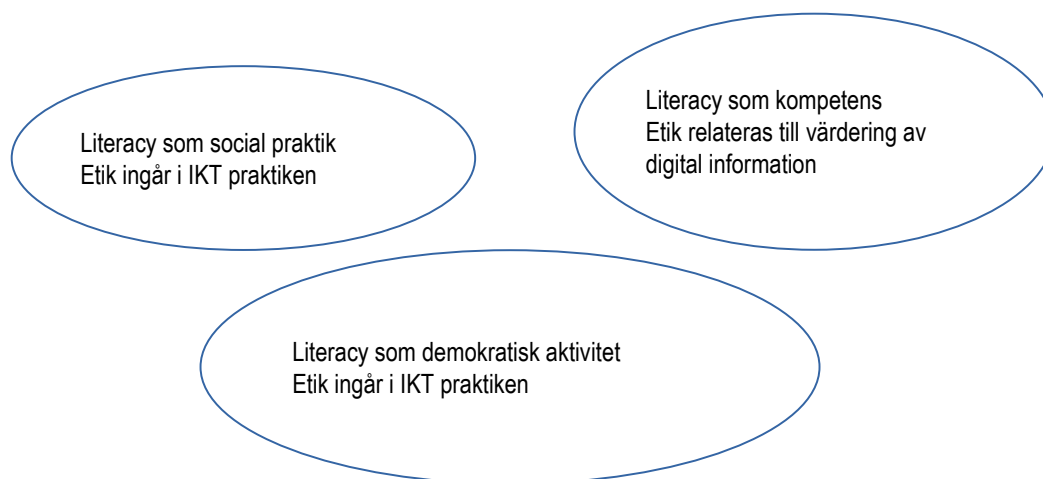 Literacy som social praktik
Etik ingår i IKT praktiken
Literacy som kompetens
Etik relateras till värdering av
digital information
Literacy som demokratisk aktivitet
Etik ingår i IKT praktiken